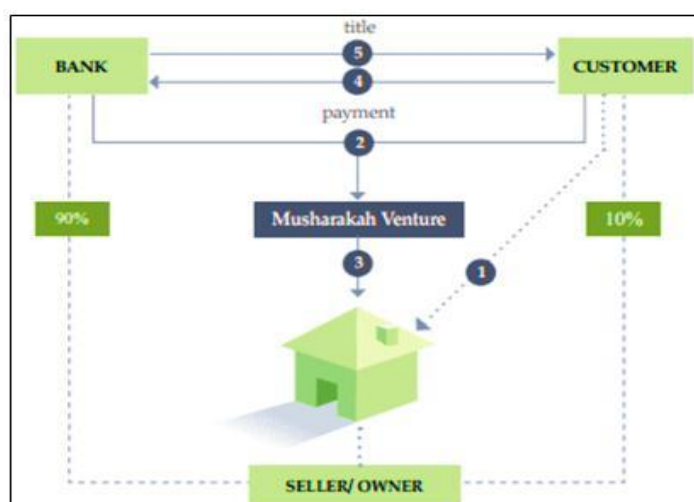 title
5
BANK
CUSTOMER
4
payment
2
90%
Musharakah Venture
10%
3
1
SELLER/ OWNER